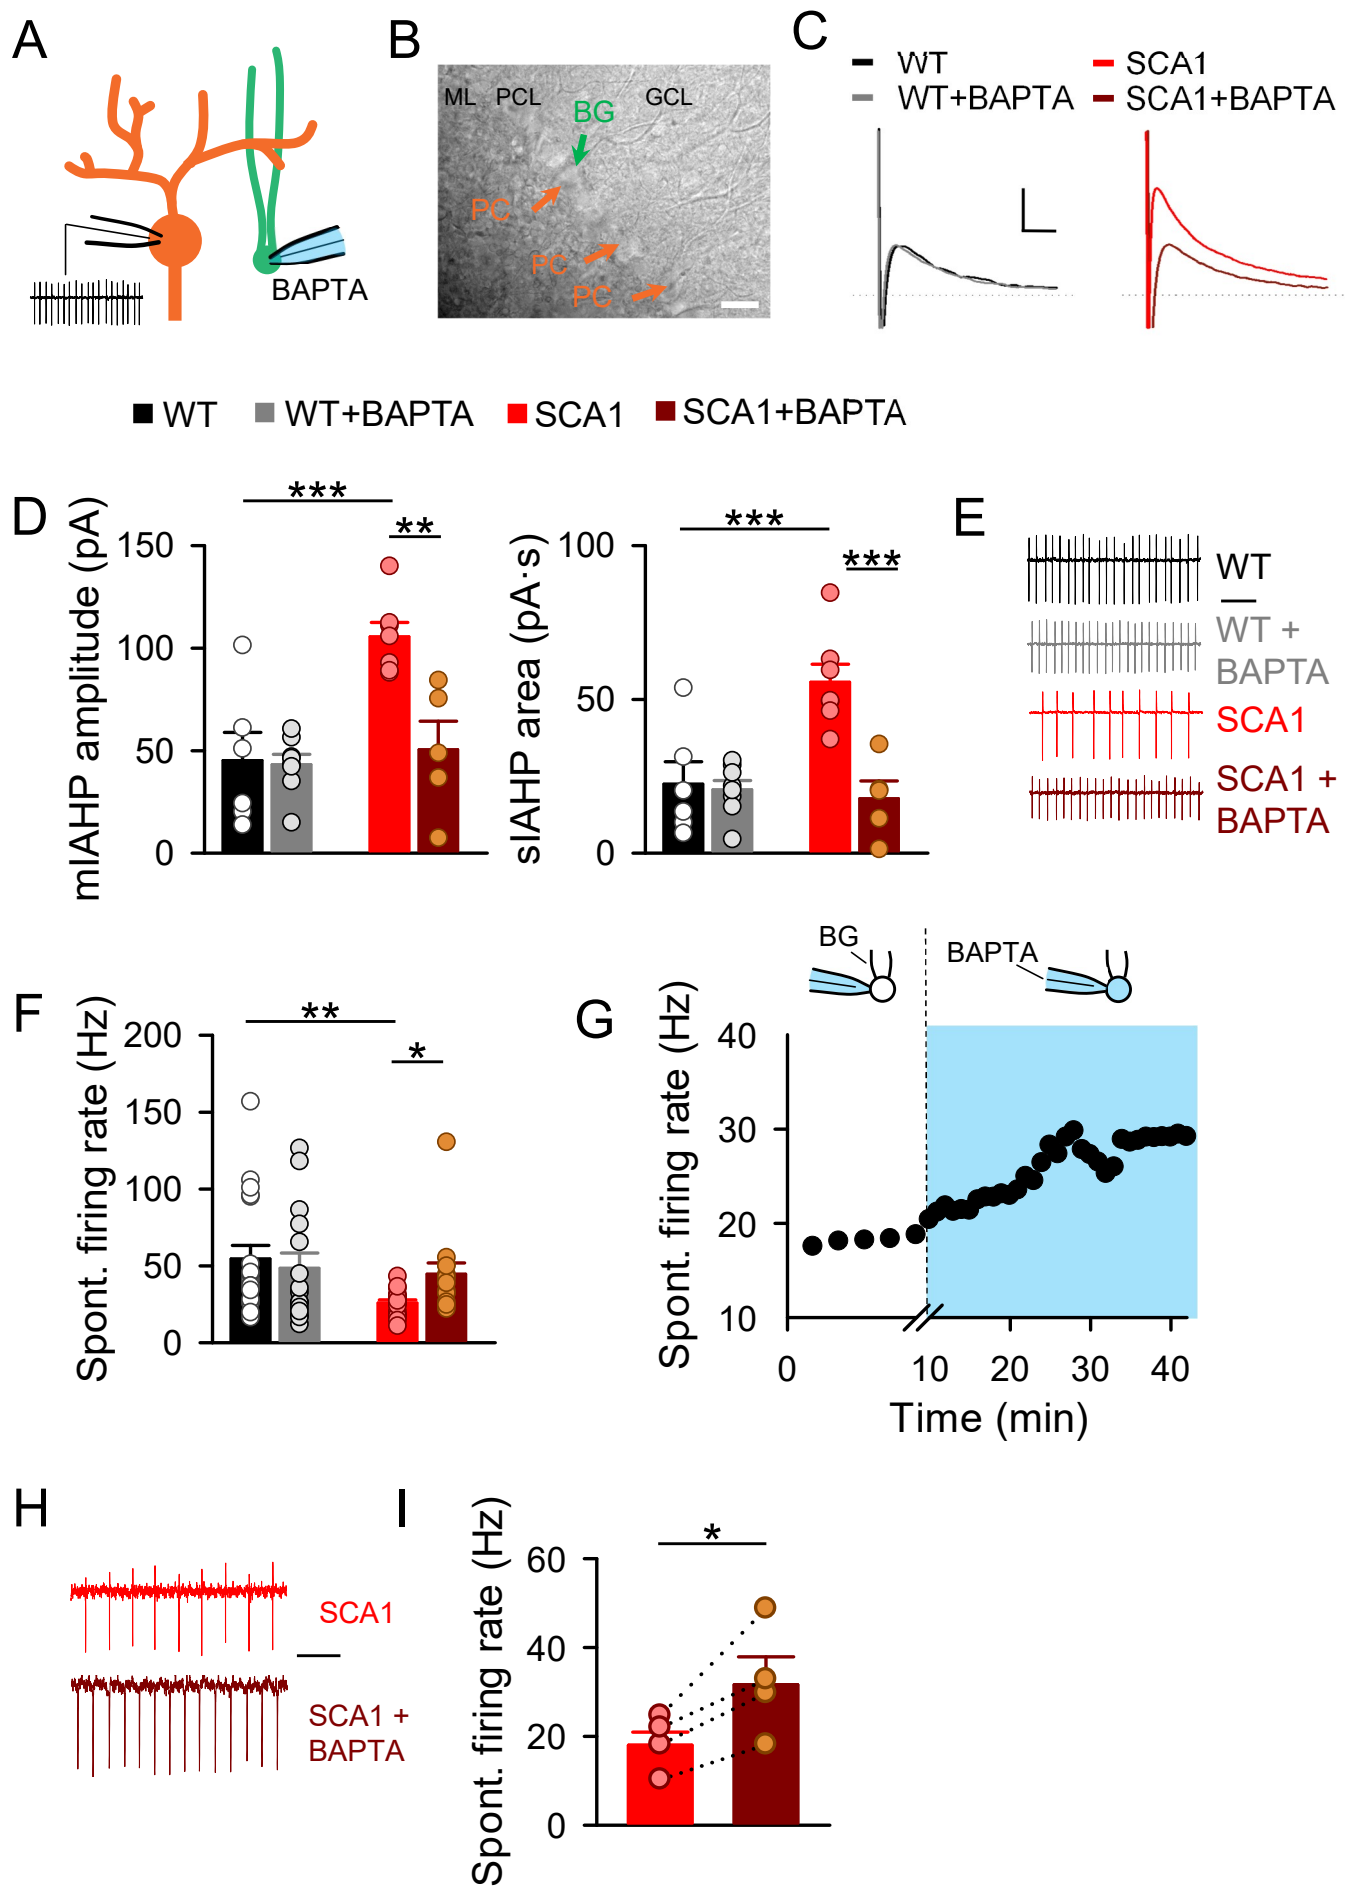 A
BAPTA
B
ML PCL GCL
BG
PC
PC
PC
C
WT
WT+BAPTA
SCA1
SCA1+BAPTA
WT WT+BAPTA SCA1 SCA1+BAPTA
D
mIAHP amplitude (pA)
150
100
50
0
***
**
sIAHP area (pA·s)
100
50
0
***
***
E
WT
WT +
BAPTA
SCA1
SCA1 +
BAPTA
F
Spont. firing rate (Hz)
200
150
100
50
0
**
*
G
BG
BAPTA
Spont. firing rate (Hz)
40
30
20
10
0 10 20 30 40
Time (min)
H
SCA1
SCA1 +
BAPTA
I
Spont. firing rate (Hz)
60
40
20
0
*